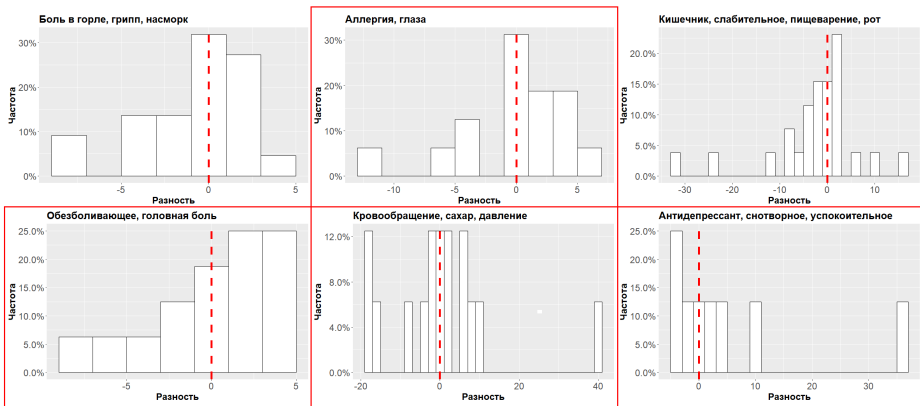 Боль в горле, грипп, насморк
30%
20%
10%
0%
Частота
-5
0
5
Разность
Аллергия, глаза
30%
20%
10%
0%
Частота
-10
-5
0
5
Разность
Кишечник, слабительное, пищеварение, рот
20.0%
15.0%
10.0%
5.0%
0.0%
Частота
-30
-20
-10
0
10
Разность
Обезболивающее, головная боль
25.0%
20.0%
15.0%
10.0%
5.0%
0.0%
Частота
-5
0
5
Разность
Кровообращение, сахар, давление
12.0%
8.0%
4.0%
0.0%
Частота
-20
0
20
40
Разность
Антидепрессант, снотворное, успокоительное
25.0%
20.0%
15.0%
10.0%
5.0%
0.0%
Частота
0
10
20
30
Разность